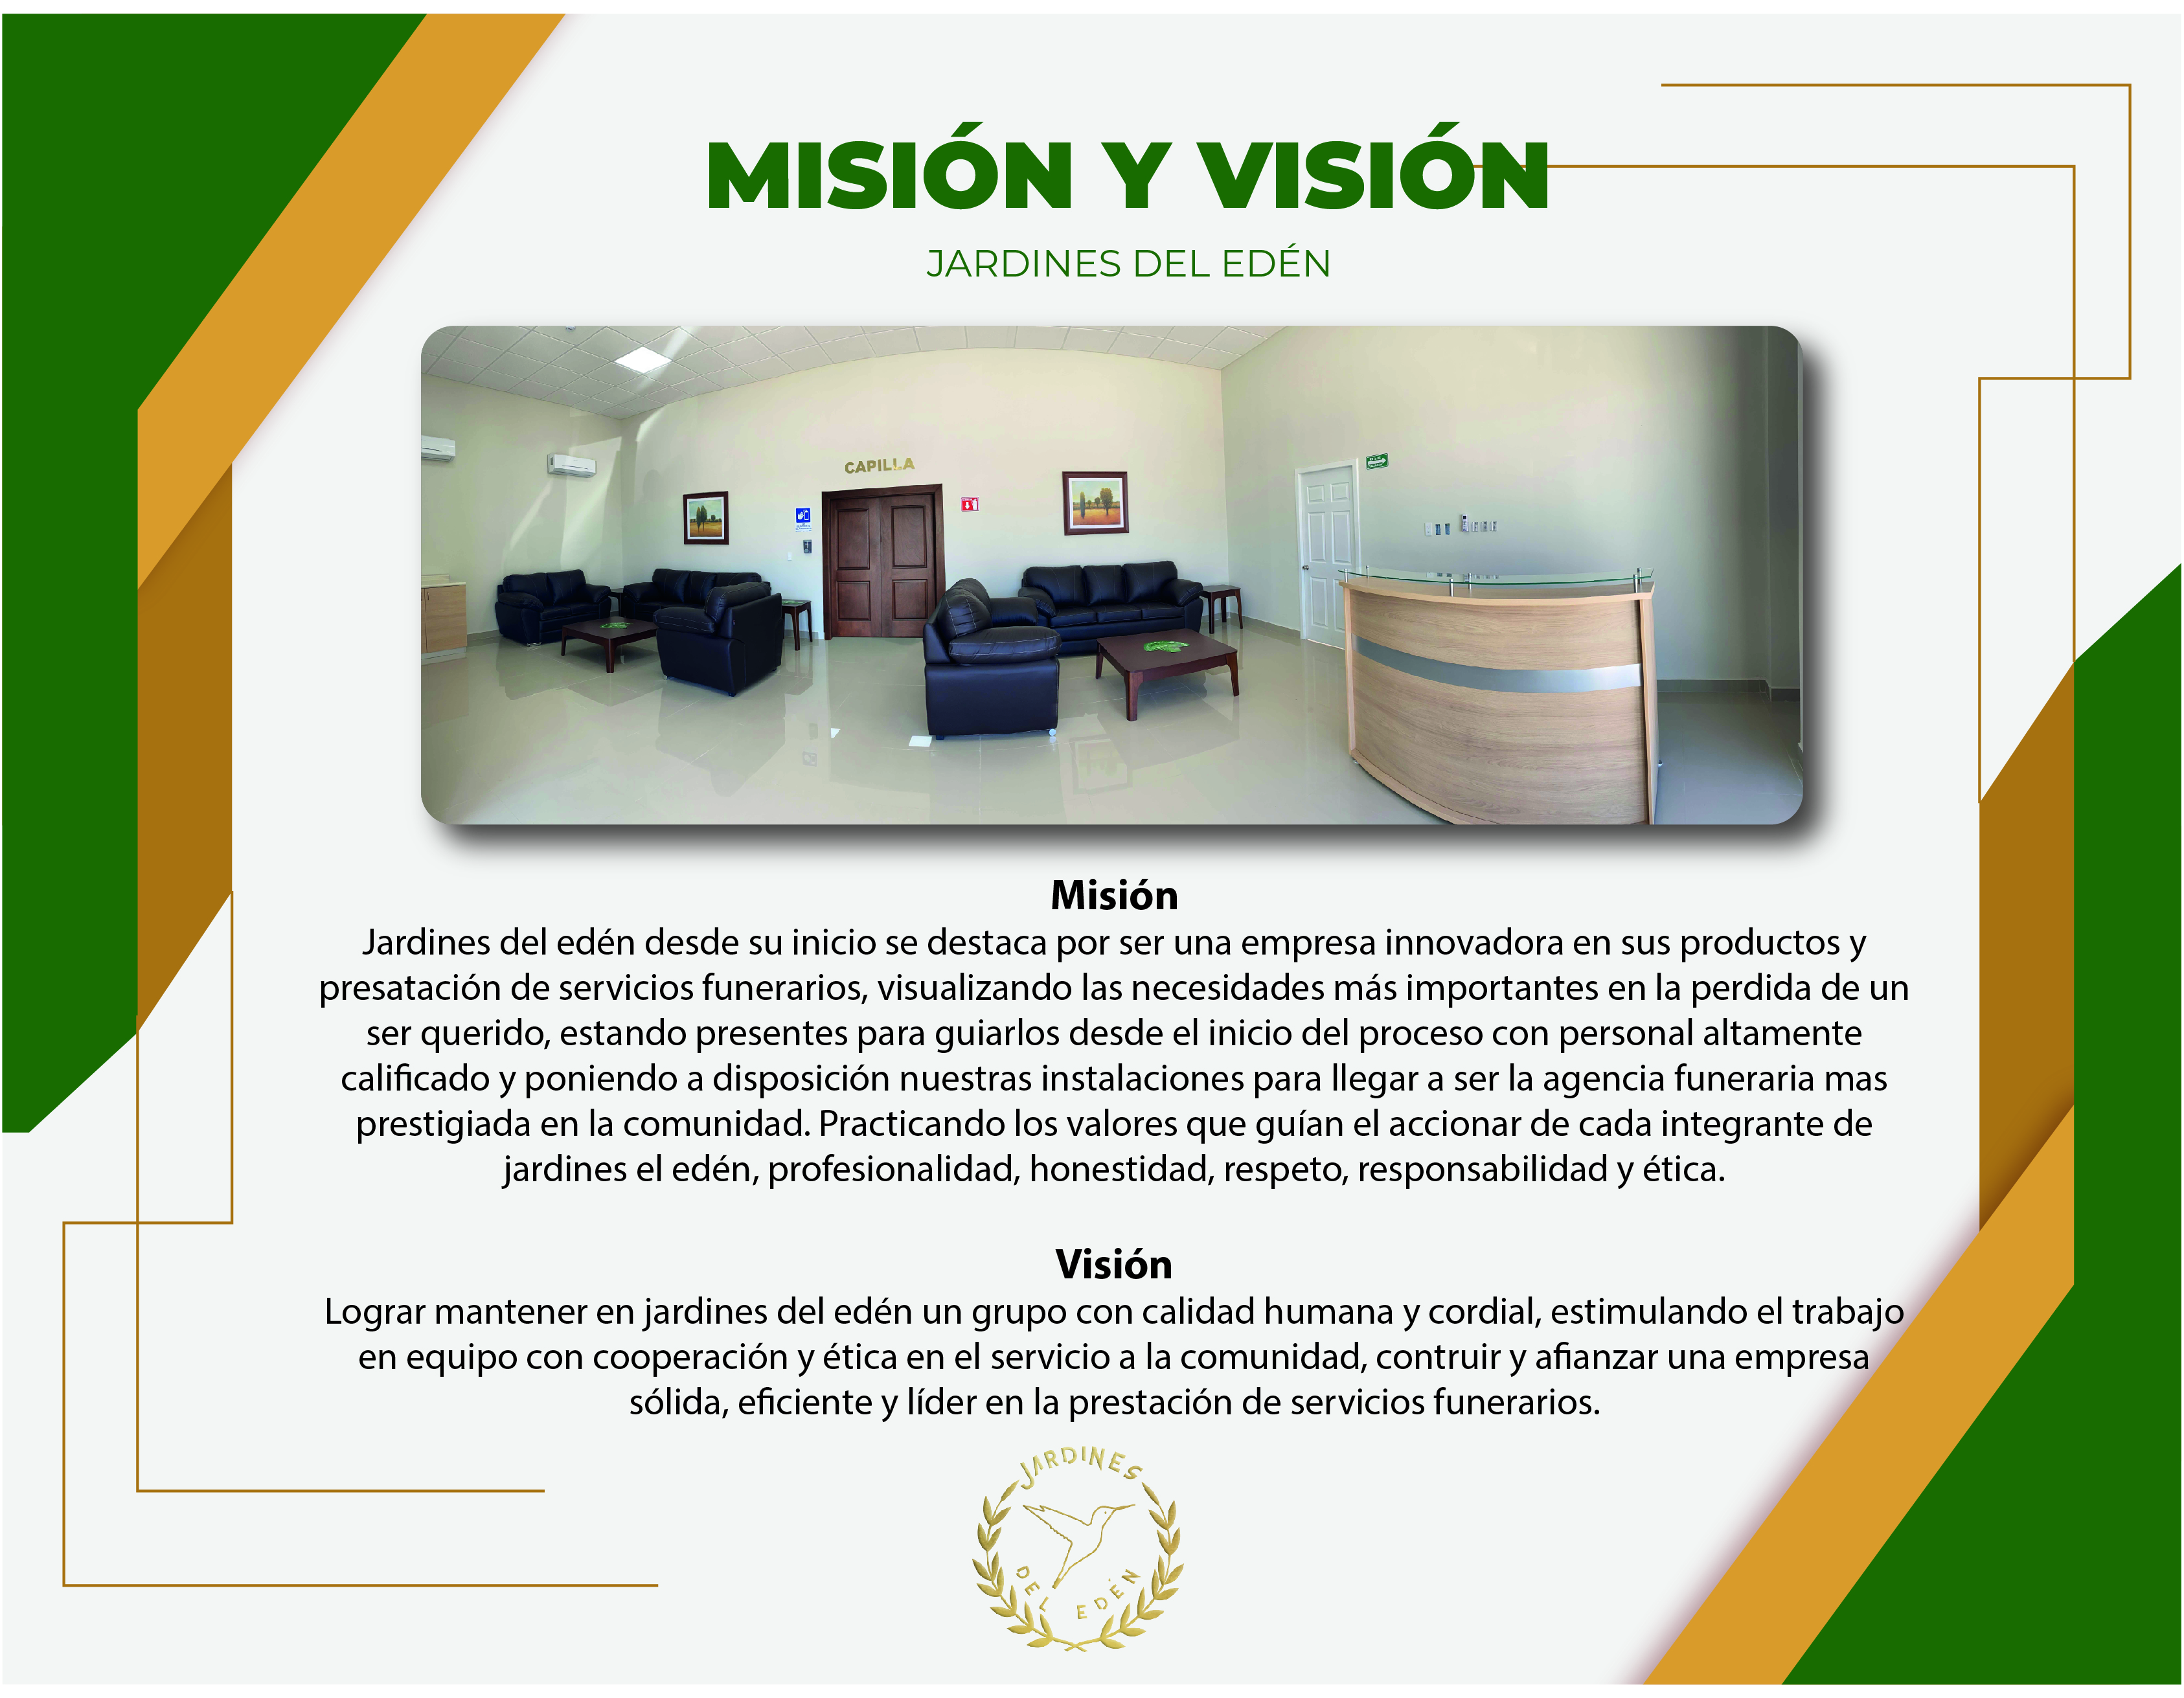 MISIÓN Y VISIÓN
JARDINES DEL EDÉN
CAPILLA
Misión
Jardines del edén desde su inicio se destaca por ser una empresa innovadora en sus productos y
presatación de servicios funerarios, visualizando las necesidades más importantes en la perdida de un
ser querido, estando presentes para guiarlos desde el inicio del proceso con personal altamente
calificado y poniendo a disposición nuestras instalaciones para llegar a ser la agencia funeraria mas
prestigiada en la comunidad. Practicando los valores que guían el accionar de cada integrante de
jardines el edén, profesionalidad, honestidad, respeto, responsabilidad y ética.
Visión
Lograr mantener en jardines del edén un grupo con calidad humana y cordial, estimulando el trabajo
en equipo con cooperación y ética en el servicio a la comunidad, contruir y afianzar una empresa
sólida, eficiente y líder en la prestación de servicios funerarios.
JARDINES
DEL EDÉN